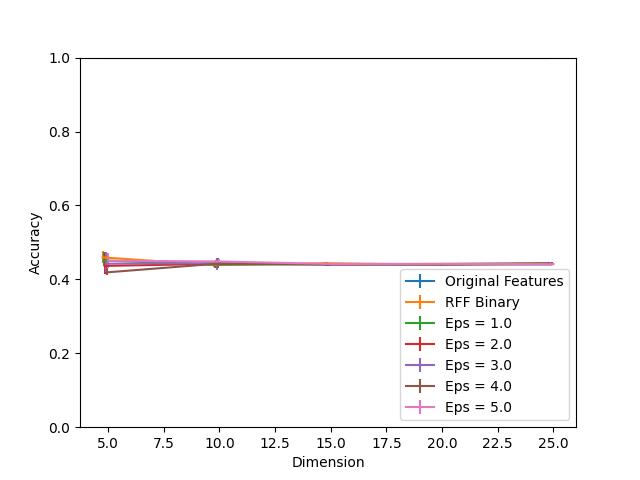 1.0
0.8
0.6
0.4
0.2
0.0
Accuracy
Original Features
RFF Binary
Eps = 1.0
Eps = 2.0
Eps = 3.0
Eps = 4.0
Eps = 5.0
5.0 7.5 10.0 12.5 15.0 17.5 20.0 22.5 25.0
Dimension